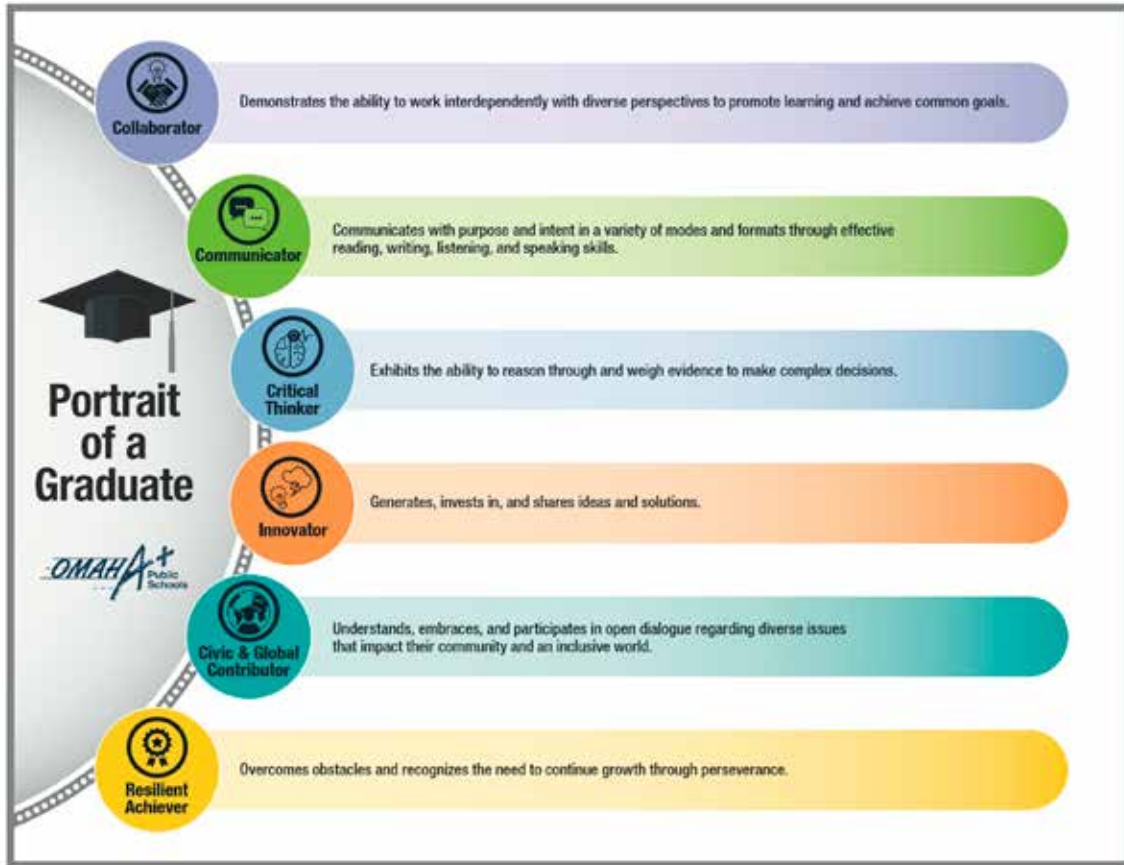 Collaborator
Demonstrates the ability to work interdependently with diverse perspectives to promote learning and achieve common goals.
Communicator
Communicates with purpose and intent in a variety of modes and formats through effective
reading, writing, listening, and speaking skills.
Critical
Thinker
Exhibits the ability to reason through and weigh evidence to make complex decisions.
Portrait
of a
Graduate
OMAHA+
Public
Schools
Innovator
Generates, invests in, and shares ideas and solutions.
Civic & Global
Contributor
Understands, embraces, and participates in open dialogue regarding diverse issues
that impact their community and an inclusive world.
Resilient
Achiever
Overcomes obstacles and recognizes the need to continue growth through perseverance.